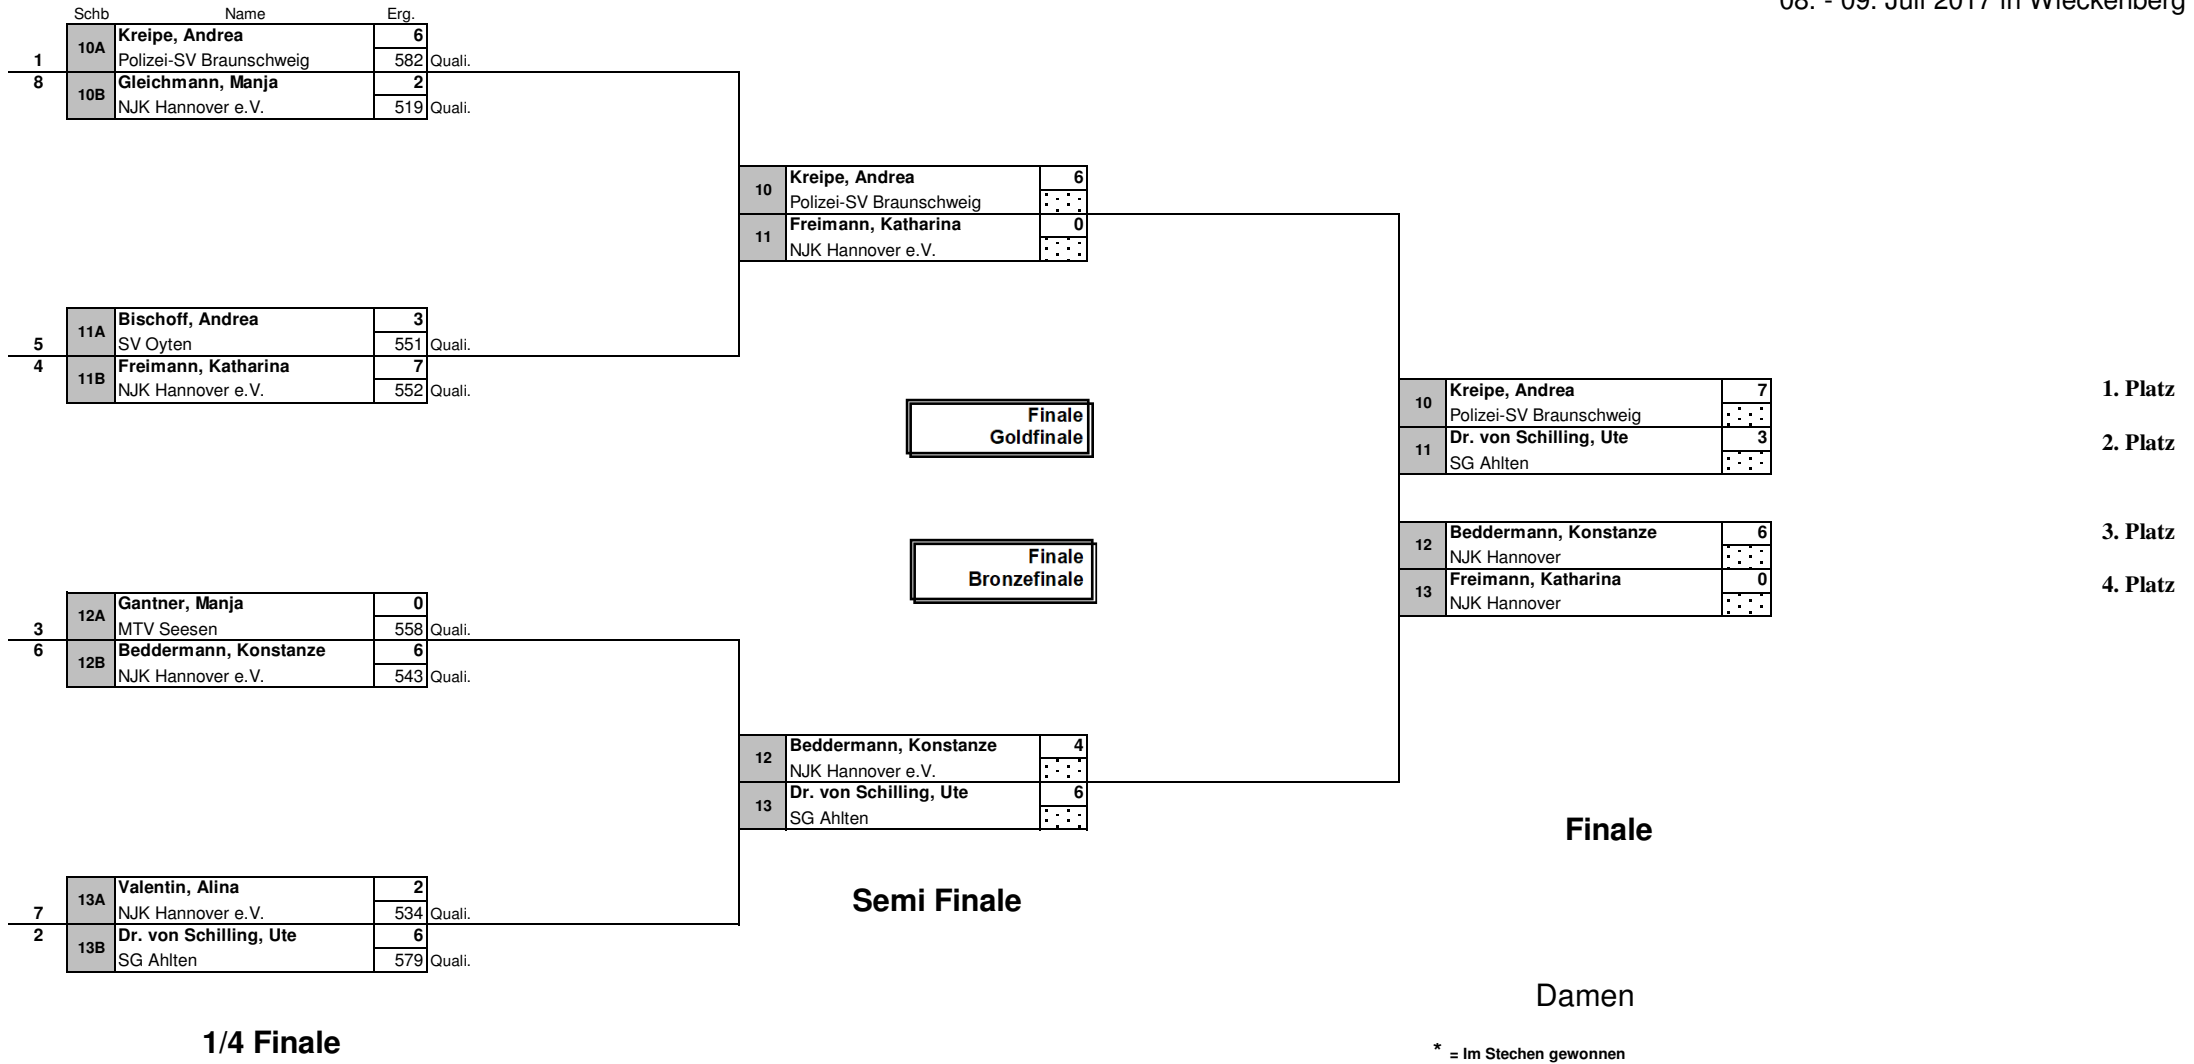 08. - 09. Juli 2017 in Wieckenberg
Schb Name Erg.
10A Kreipe, Andrea 6
1 Polizei-SV Braunschweig 582 Quali.
8 10B Gleichmann, Manja 2
NJK Hannover e.V. 519 Quali.
10 Kreipe, Andrea 6
Polizei-SV Braunschweig
11 Freimann, Katharina 0
NJK Hannover e.V.
11A Bischoff, Andrea 3
5 SV Oyten 551 Quali.
4 11B Freimann, Katharina 7
NJK Hannover e.V. 552 Quali.
10 Kreipe, Andrea 7 1. Platz
Polizei-SV Braunschweig
11 Dr. von Schilling, Ute 3 2. Platz
SG Ahlten
Finale
Goldfinale
12 Beddermann, Konstanze 6 3. Platz
NJK Hannover
13 Freimann, Katharina 0 4. Platz
NJK Hannover
Finale
Bronzefinale
12A Gantner, Manja 0
3 MTV Seesen 558 Quali.
6 12B Beddermann, Konstanze 6
NJK Hannover e.V. 543 Quali.
12 Beddermann, Konstanze 4
NJK Hannover e.V.
13 Dr. von Schilling, Ute 6
SG Ahlten
Finale
13A Valentin, Alina 2
7 NJK Hannover e.V. 534 Quali.
2 13B Dr. von Schilling, Ute 6
SG Ahlten 579 Quali.
Semi Finale
Damen
1/4 Finale
* = Im Stechen gewonnen